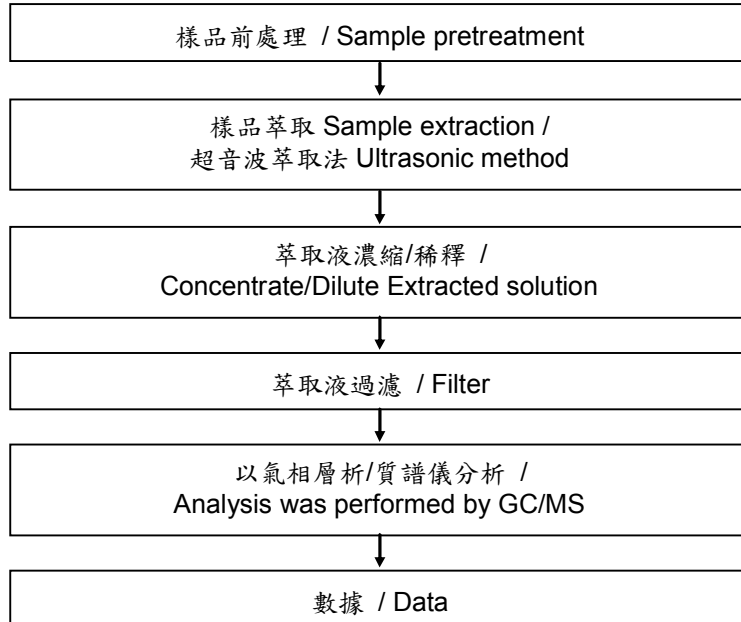 樣品前處理 / Sample pretreatment
樣品萃取 Sample extraction /
超音波萃取法 Ultrasonic method
萃取液濃縮/稀釋 /
Concentrate/Dilute Extracted solution
萃取液過濾 / Filter
以氣相層析/質譜儀分析 /
Analysis was performed by GC/MS
數據 / Data